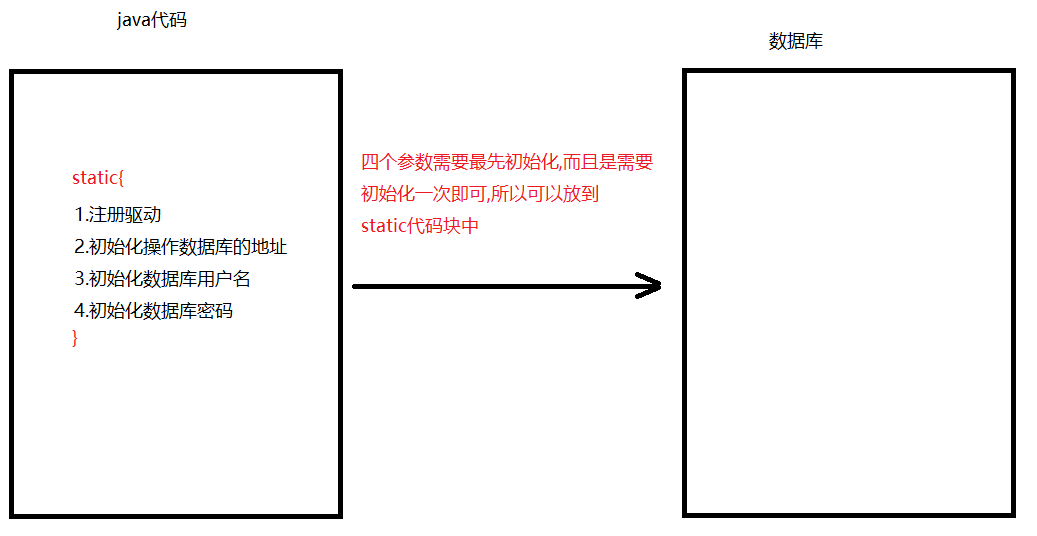 java代码
数据库
static{
1.注册驱动
2.初始化操作数据库的地址
3.初始化数据库用户名
4.初始化数据库密码
}
四个参数需要最先初始化,而且是需要
初始化一次即可,所以可以放到
static代码块中